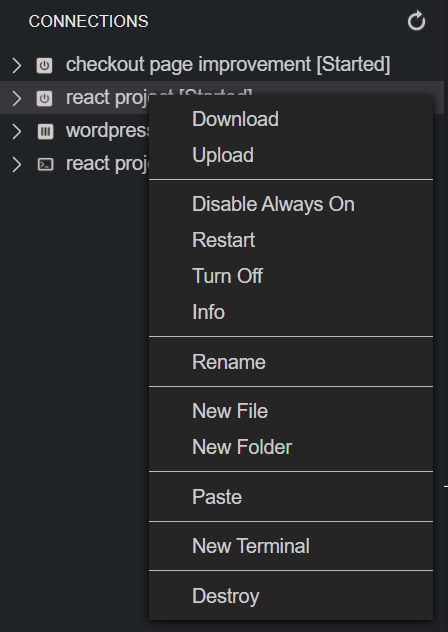 CONNECTIONS
checkout page improvement [Started]
react project [Started]
wordpress
react
Download
Upload
Disable Always On
Restart
Turn Off
Info
Rename
New File
New Folder
Paste
New Terminal
Destroy